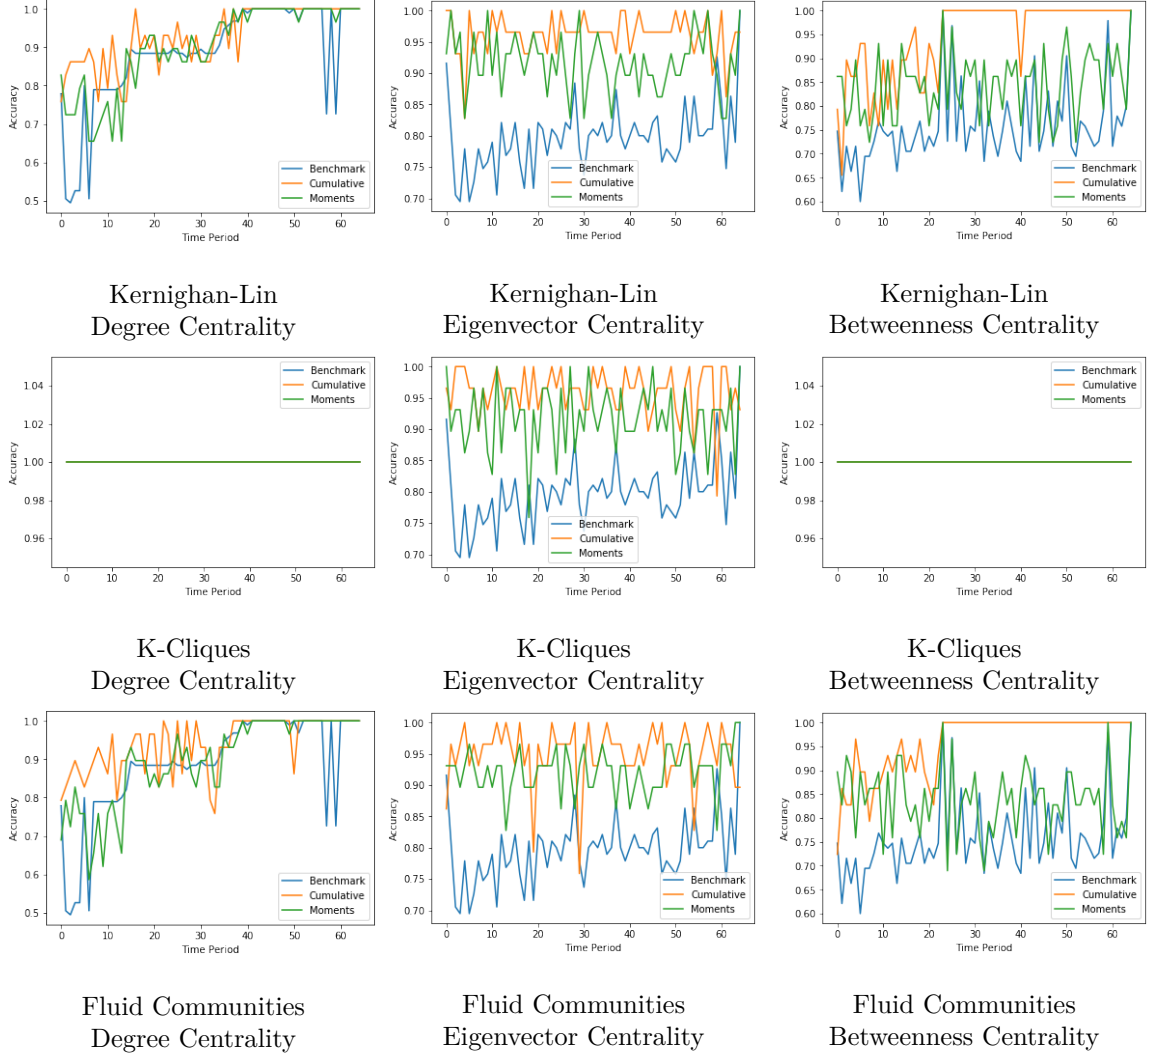 1.0
0.9
0.8
0.7
0.6
0.5
Accuracy
Benchmark
Cumulative
Moments
0 10 20 30 40 50 60
Time Period
Kernighan-Lin
Degree Centrality
1.00
0.95
0.90
0.85
0.80
0.75
0.70
Accuracy
Benchmark
Cumulative
Moments
0 10 20 30 40 50 60
Time Period
Kernighan-Lin
Eigenvector Centrality
1.00
0.95
0.90
0.85
0.80
0.75
0.70
0.65
0.60
Accuracy
Benchmark
Cumulative
Moments
0 10 20 30 40 50 60
Time Period
Kernighan-Lin
Betweenness Centrality
1.04
1.02
1.00
0.98
0.96
Accuracy
Benchmark
Cumulative
Moments
0 10 20 30 40 50 60
Time Period
K-Cliques
Degree Centrality
1.00
0.95
0.90
0.85
0.80
0.75
0.70
Accuracy
Benchmark
Cumulative
Moments
0 10 20 30 40 50 60
Time Period
K-Cliques
Eigenvector Centrality
1.04
1.02
1.00
0.98
0.96
Accuracy
Benchmark
Cumulative
Moments
0 10 20 30 40 50 60
Time Period
K-Cliques
Betweenness Centrality
1.0
0.9
0.8
0.7
0.6
0.5
Accuracy
Benchmark
Cumulative
Moments
0 10 20 30 40 50 60
Time Period
Fluid Communities
Degree Centrality
1.00
0.95
0.90
0.85
0.80
0.75
0.70
Accuracy
Benchmark
Cumulative
Moments
0 10 20 30 40 50 60
Time Period
Fluid Communities
Eigenvector Centrality
1.00
0.95
0.90
0.85
0.80
0.75
0.70
0.65
0.60
Accuracy
Benchmark
Cumulative
Moments
0 10 20 30 40 50 60
Time Period
Fluid Communities
Betweenness Centrality